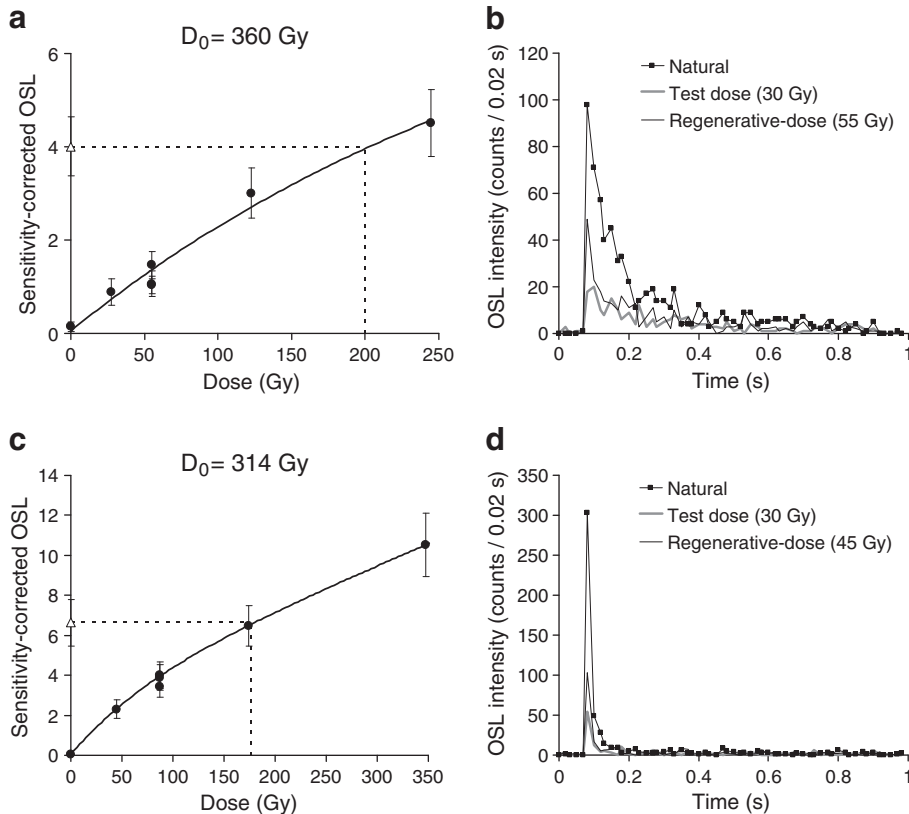 a
D0= 360 Gy
Sensitivity-corrected OSL
6
4
2
0
0 50 100 150 200 250
Dose (Gy)
b
OSL intensity (counts / 0.02 s)
120
100
80
60
40
20
0
Natural
Test dose (30 Gy)
Regenerative-dose (55 Gy)
0 0.2 0.4 0.6 0.8 1
Time (s)
c
D0= 314 Gy
Sensitivity-corrected OSL
14
12
10
8
6
4
2
0
0 50 100 150 200 250 300 350
Dose (Gy)
d
OSL intensity (counts / 0.02 s)
350
300
250
200
150
100
50
0
Natural
Test dose (30 Gy)
Regenerative-dose (45 Gy)
0 0.2 0.4 0.6 0.8 1
Time (s)